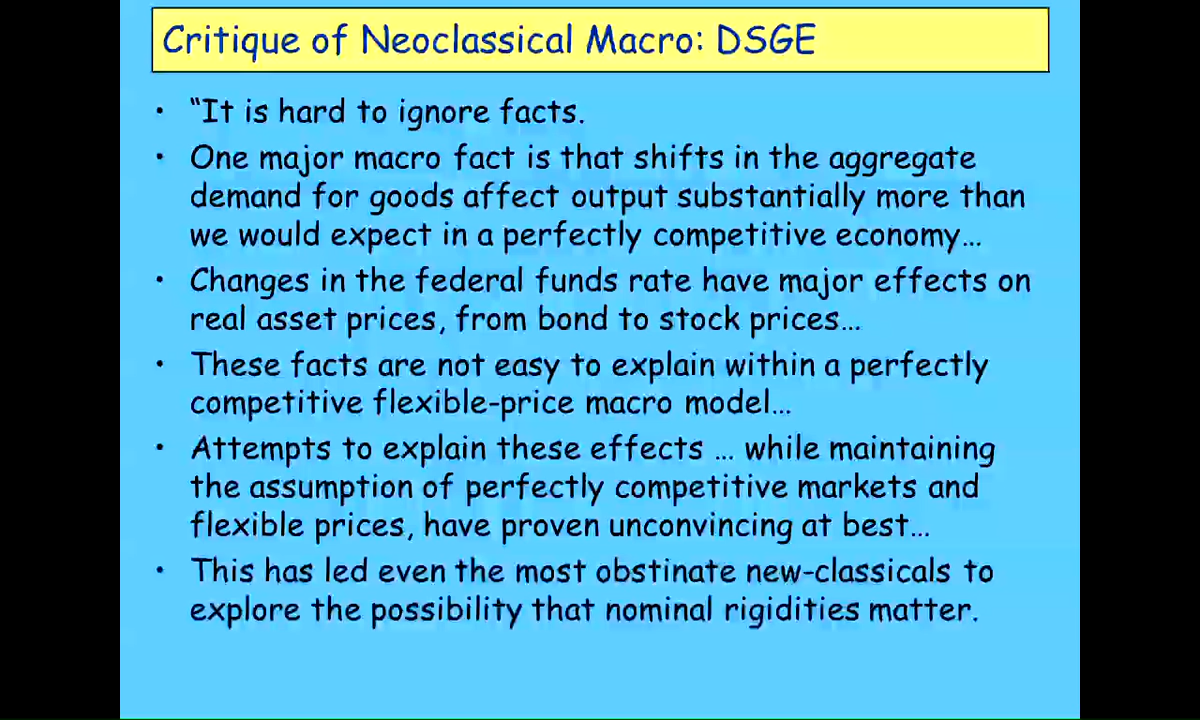 Critique of Neoclassical Macro: DSGE
• “It is hard to ignore facts.
• One major macro fact is that shifts in the aggregate
demand for goods affect output substantially more than
we would expect in a perfectly competitive economy…
• Changes in the federal funds rate have major effects on
real asset prices, from bond to stock prices…
• These facts are not easy to explain within a perfectly
competitive flexible-price macro model…
• Attempts to explain these effects … while maintaining
the assumption of perfectly competitive markets and
flexible prices, have proven unconvincing at best…
• This has led even the most obstinate new-classicals to
explore the possibility that nominal rigidities matter.